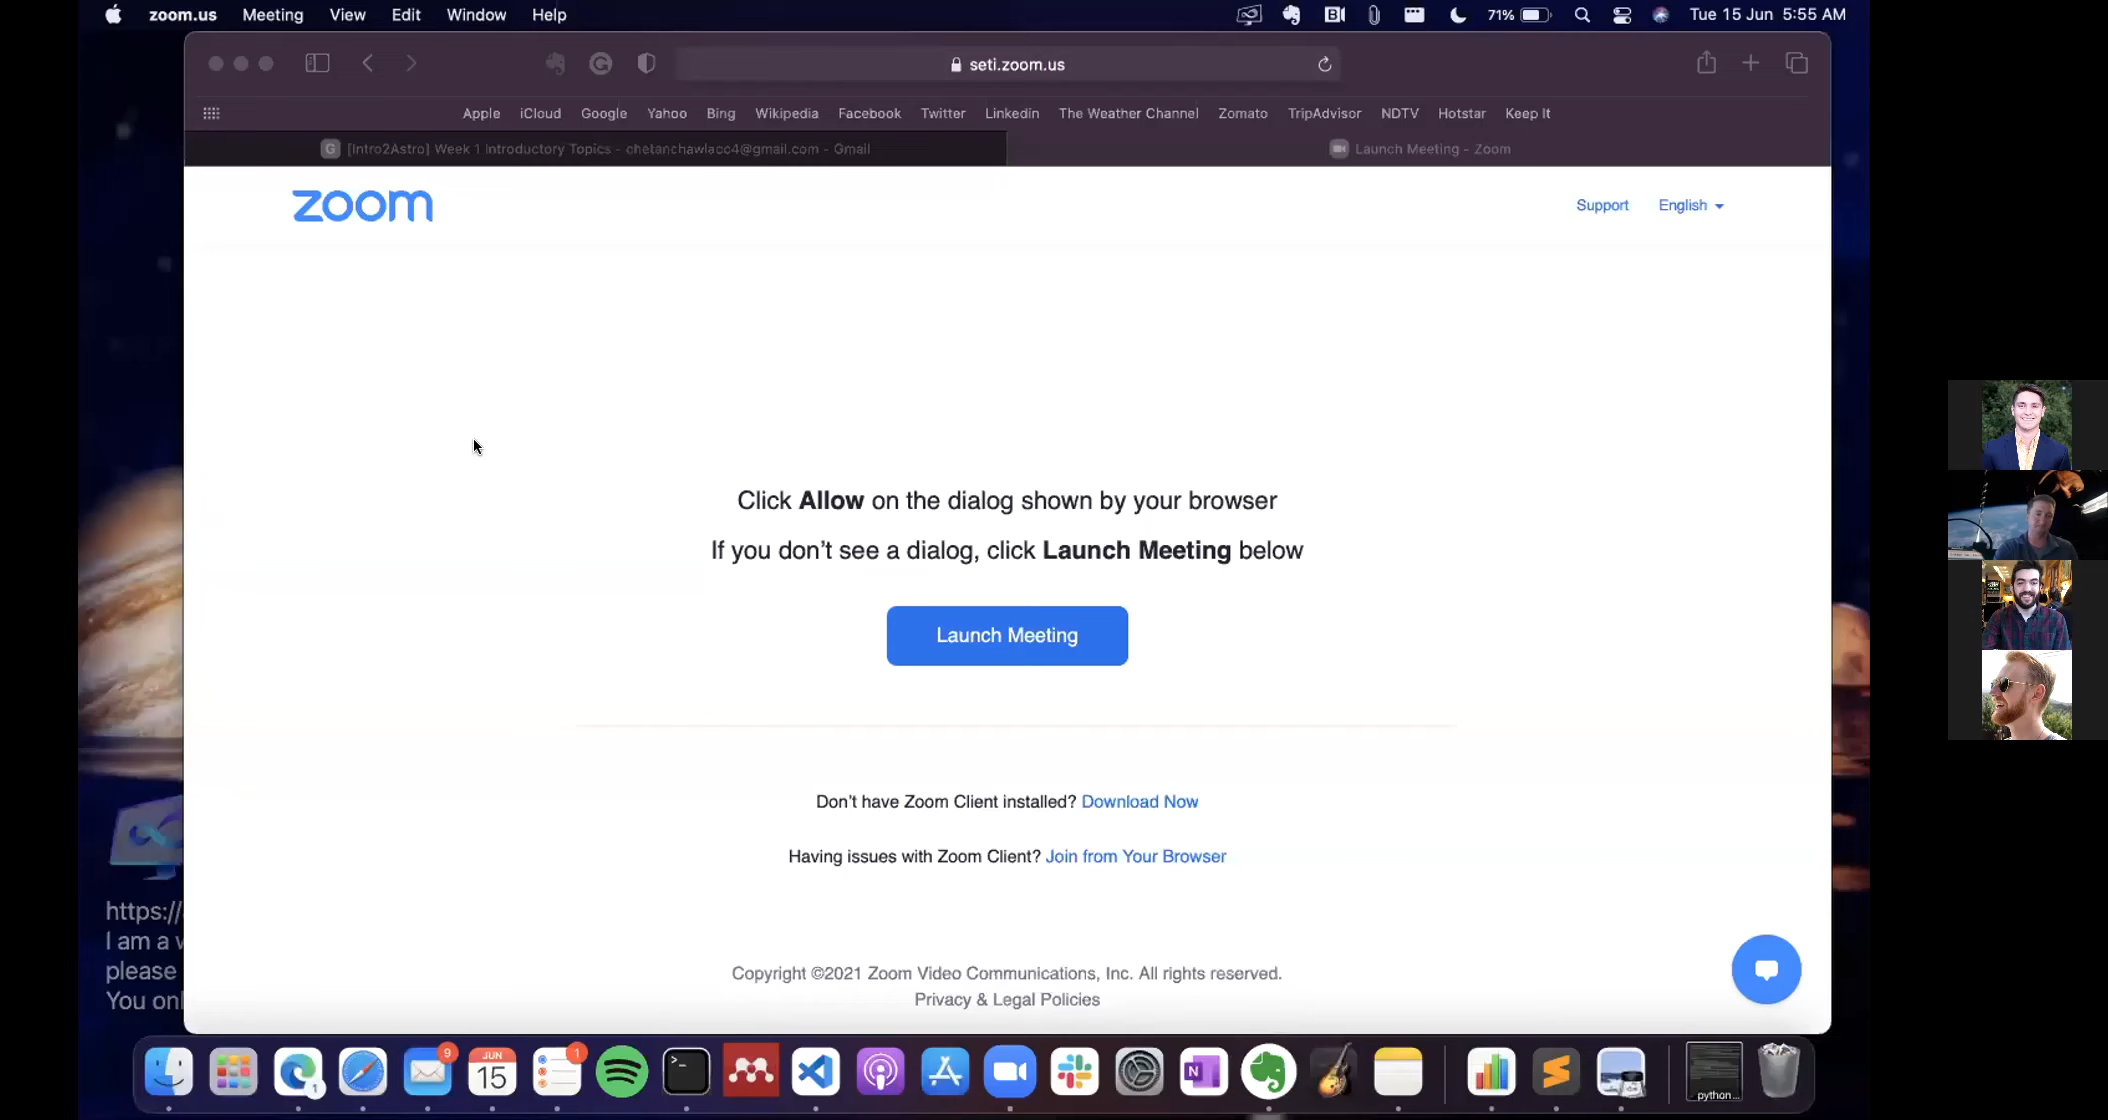 zoom.us Meeting View Edit Window Help 71% Tue 15 Jun 5:55 AM
seti.zoom.us
Apple iCloud Google Yahoo Bing Wikipedia Facebook Twitter Linkedin The Weather Channel Zomato TripAdvisor NDTV Hotstar Keep It
G [Intro2Astro] Week 1 Introductory Topics - chetanchawlacc4@gmail.com - Gmail
Launch Meeting - Zoom
zoom
Support English
Click Allow on the dialog shown by your browser
If you don't see a dialog, click Launch Meeting below
Launch Meeting
Don't have Zoom Client installed? Download Now
Having issues with Zoom Client? Join from Your Browser
https://
I am a
please
You
Copyright ©2021 Zoom Video Communications, Inc. All rights reserved.
Privacy & Legal Policies
1
9
JUN
15
1
>_
N
python...